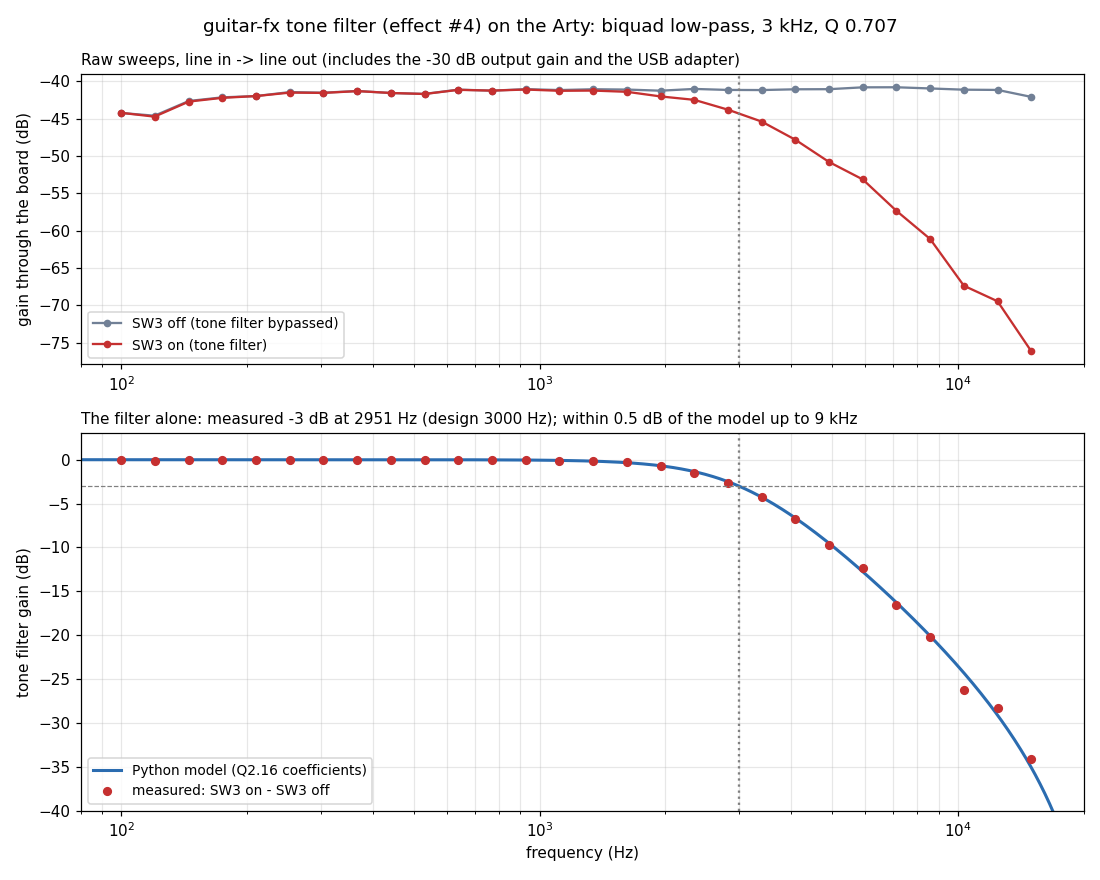 guitar-fx tone filter (effect #4) on the Arty: biquad low-pass, 3 kHz, Q 0.707
Raw sweeps, line in -> line out (includes the -30 dB output gain and the USB adapter)
gain through the board (dB)
−40
−45
−50
−55
−60
−65
−70
−75
SW3 off (tone filter bypassed)
SW3 on (tone filter)
10²
10³
10⁴
The filter alone: measured -3 dB at 2951 Hz (design 3000 Hz); within 0.5 dB of the model up to 9 kHz
tone filter gain (dB)
0
−5
−10
−15
−20
−25
−30
−35
−40
Python model (Q2.16 coefficients)
measured: SW3 on - SW3 off
10²
10³
10⁴
frequency (Hz)